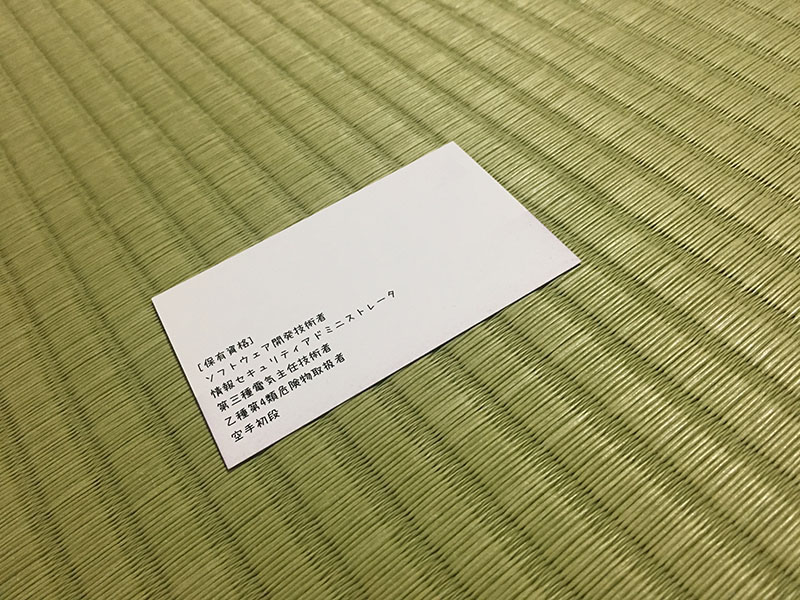 [保有資格]
ソフトウェア開発技術者
情報セキュリティアドミニストレータ
第三種電気主任技術者
乙種第4類危険物取扱者
空手初段